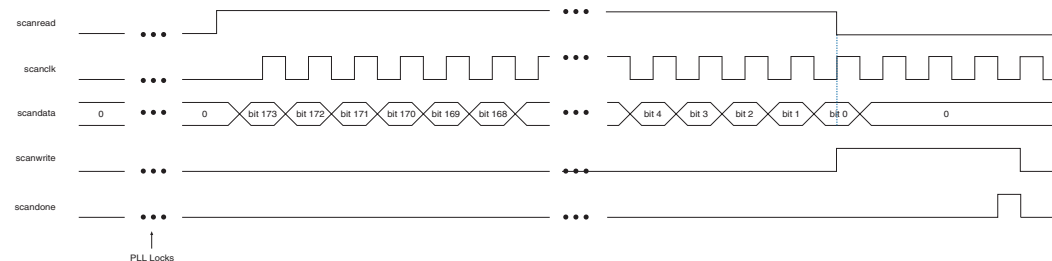 scanread
scanclk
scandata 0 0 bit 173 bit 172 bit 171 bit 170 bit 169 bit 168 bit 4 bit 3 bit 2 bit 1 bit 0 0
scanwrite
scandone
PLL Locks